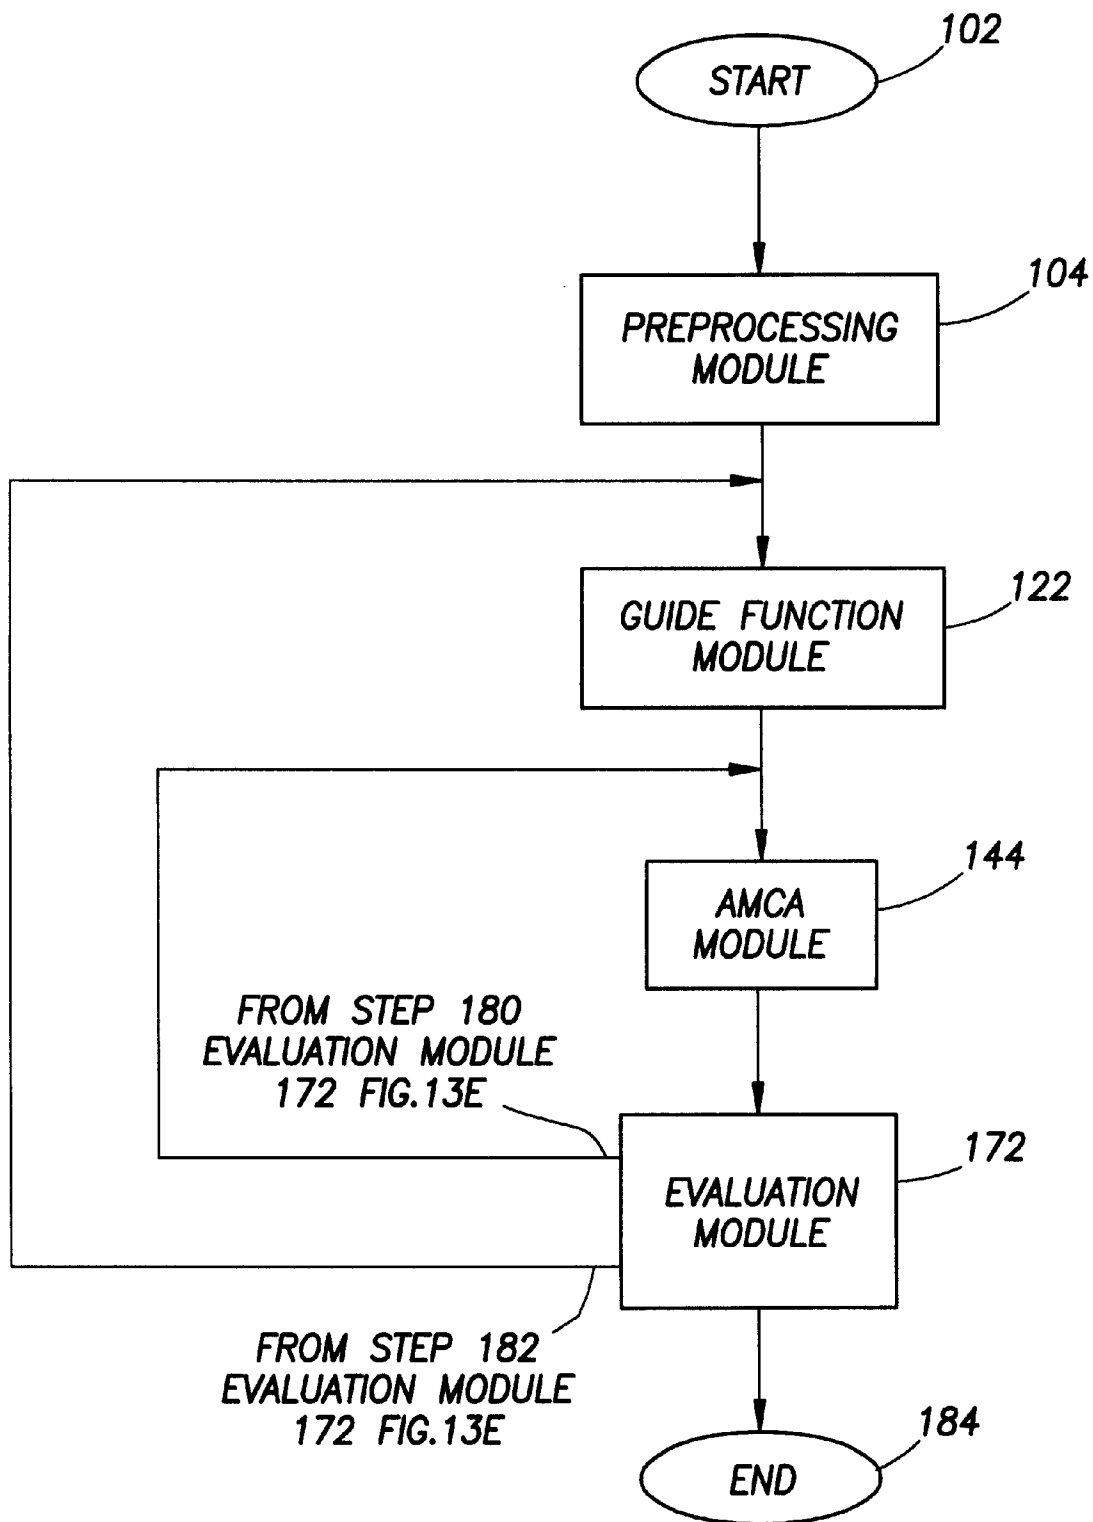 102
START
104
PREPROCESSING
MODULE
122
GUIDE FUNCTION
MODULE
144
AMCA
MODULE
FROM STEP 180
EVALUATION MODULE
172 FIG.13E
172
EVALUATION
MODULE
FROM STEP 182
EVALUATION MODULE
172 FIG.13E
184
END